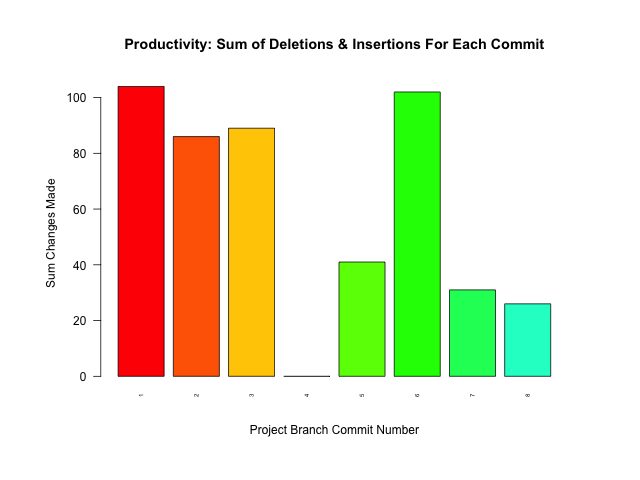 Productivity: Sum of Deletions & Insertions For Each Commit
100
80
60
40
20
0
Sum Changes Made
1 2 3 4 5 6 7 8
Project Branch Commit Number